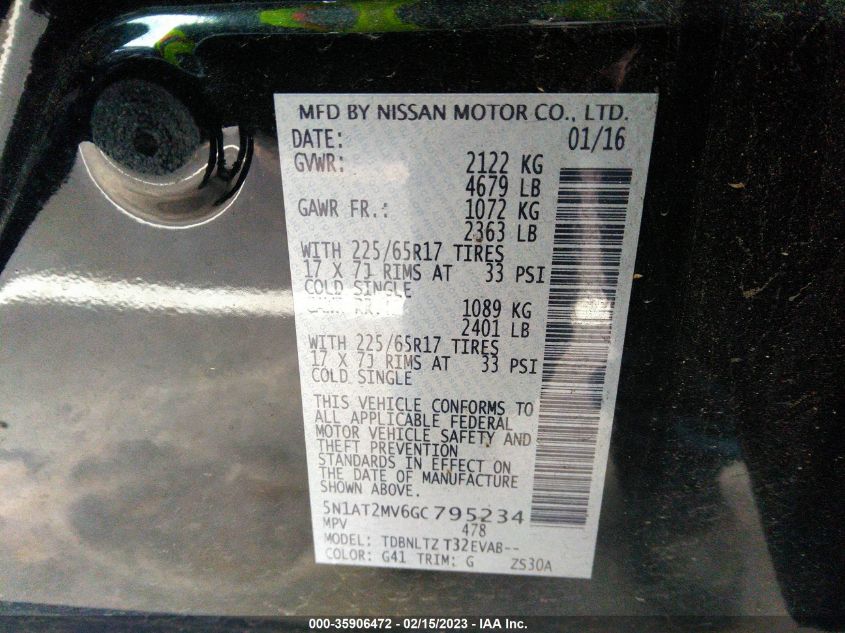 MFD BY NISSAN MOTOR CO., LTD.
DATE: 01/16
GVWR: 2122 KG
4679 LB
GAWR FR.: 1072 KG
2363 LB
WITH 225/65R17 TIRES
17 X 7J RIMS AT 33 PSI
COLD SINGLE
1089 KG
2401 LB
WITH 225/65R17 TIRES
17 X 7J RIMS AT 33 PSI
COLD SINGLE
THIS VEHICLE CONFORMS TO
ALL APPLICABLE FEDERAL
MOTOR VEHICLE SAFETY AND
THEFT PREVENTION
STANDARDS IN EFFECT ON
THE DATE OF MANUFACTURE
5N1AT2MV6GC795234
MPV 478
MODEL: TDBNLTZ T32EVAB--
COLOR: G41 TRIM: G ZS30A
000-35906472 - 02/15/2023 - IAA Inc.